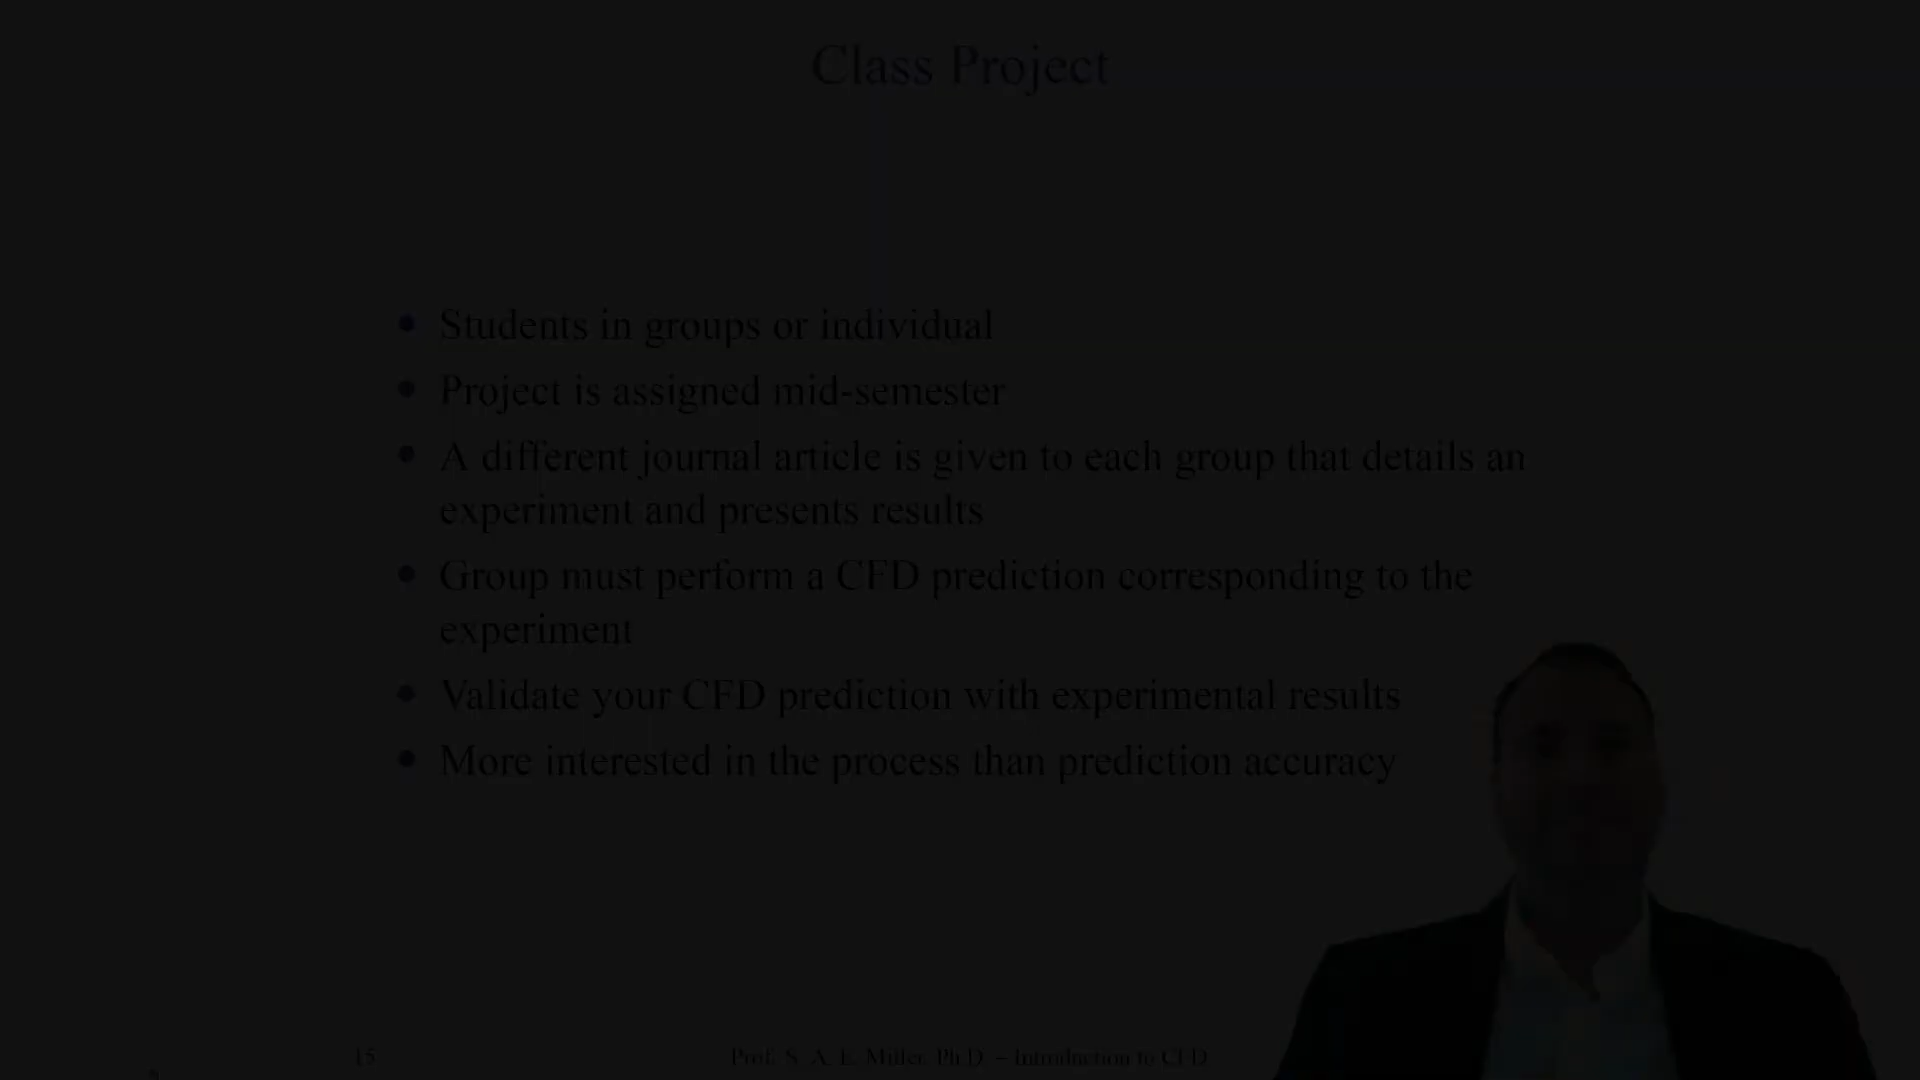 Class Project
• Students in groups or individual
• Project is assigned mid-semester
• A different journal article is given to each group that details an
experiment and presents results
• Group must perform a CFD prediction corresponding to the
experiment
• Validate your CFD prediction with experimental results
• More interested in the process than prediction accuracy
15
Prof. S. A. E. Miller, Ph.D. – Introduction to CFD